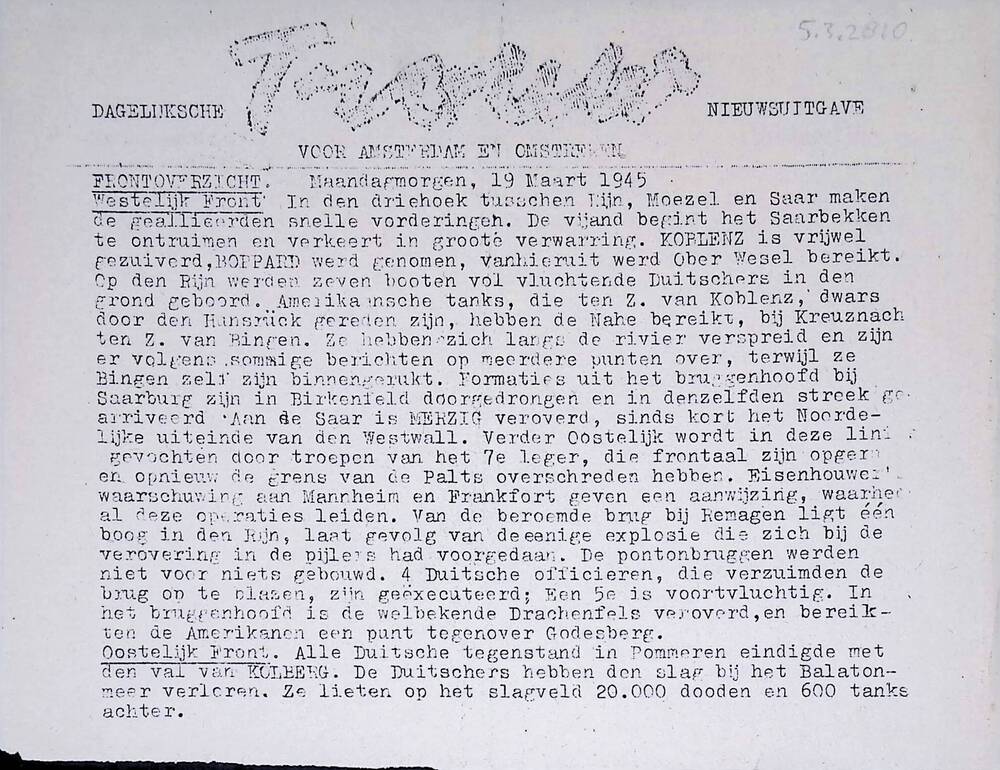 5.3.2810
DAGELIJKSCHE
NIEUWSUITGAVE
VOOR AMSTERDAM EN OMSTREKEN
FRONTOVERZICHT. Maandagmorgen, 19 Maart 1945
Westelijk Front In den driehoek tusschen Rijn, Moezel en Saar maken
de geallieerden snelle vorderingen. De vijand begint het Saarbekken
te ontruimen en verkeert in groote verwarring. KOBLENZ is vrijwel
gezuiverd, BOPPARD werd genomen, vanhieruit werd Ober Wesel bereikt.
Op den Rijn werden zeven booten vol vluchtende Duitschers in den
grond geboord. Amerikaansche tanks, die ten Z. van Koblenz, dwars
door den Hunsrück gereden zijn, hebben de Nahe bereikt, bij Kreuznach
ten Z. van Bingen. Ze hebben zich langs de rivier verspreid en zijn
er volgens sommige berichten op meerdere punten over, terwijl ze
Bingen zelf zijn binnengerukt. Formaties uit het bruggenhoofd bij
Saarburg zijn in Birkenfeld doorgedrongen en in denzelfden streek ge-
arriveerd. Aan de Saar is MERZIG veroverd, sinds kort het Noorde-
lijke uiteinde van den Westwall. Verder Oostelijk wordt in deze lini
gevochten door troepen van het 7e leger, die frontaal zijn opger
en opnieuw de grens van de Palts overschreden hebben. Eisenhouwer'
waarschuwing aan Mannheim en Frankfort geven een aanwijzing, waarhe
al deze operaties leiden. Van de beroemde brug bij Remagen ligt één
boog in den Rijn, laat gevolg van deeenige explosie die zich bij de
verovering in de pijlers had voorgedaan. De pontonbruggen werden
niet voor niets gebouwd. 4 Duitsche officieren, die verzuimden de
brug op te blazen, zijn geëxecuteerd; Een 5e is voortvluchtig. In
het bruggenhoofd is de welbekende Drachenfels veroverd, en bereik-
ten de Amerikanen een punt tegenover Godesberg.
Oostelijk Front. Alle Duitsche tegenstand in Pommeren eindigde met
den val van KOLBERG. De Duitschers hebben den slag bij het Balaton-
meer verloren. Ze lieten op het slagveld 20.000 dooden en 600 tanks
achter.